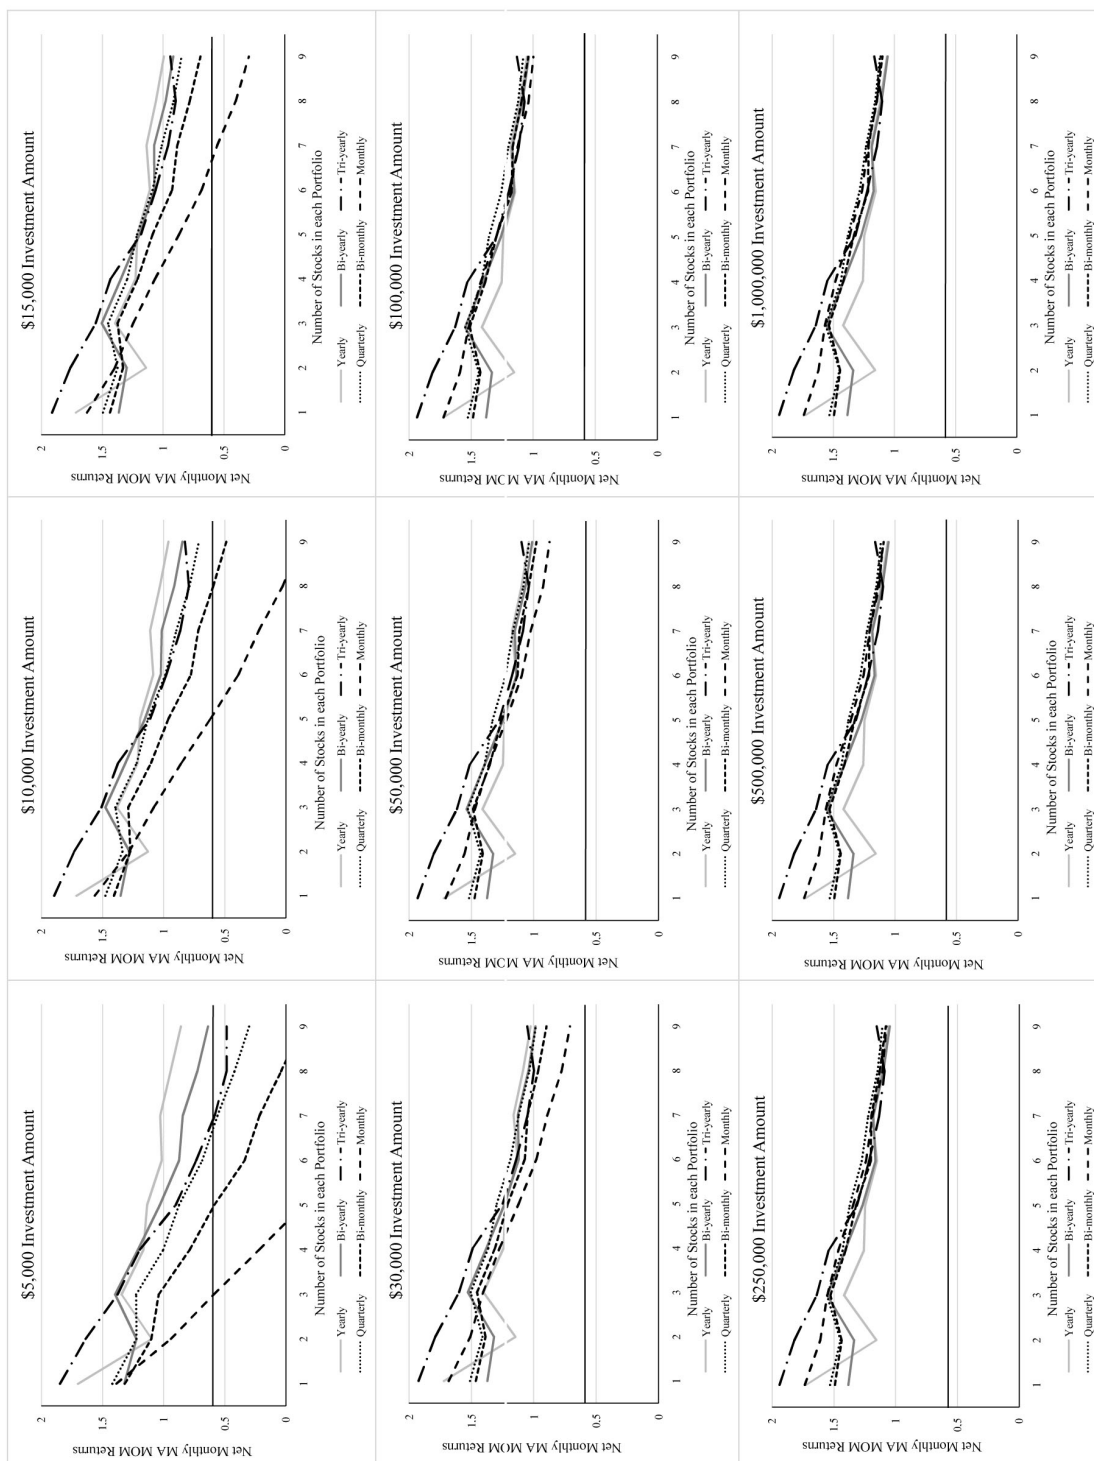 $5,000 Investment Amount
Net Monthly MA MOM Returns
2
1.5
1
0.5
0
1 2 3 4 5 6 7 8 9
Number of Stocks in each Portfolio
Yearly Bi-yearly Tri-yearly
Quarterly Bi-monthly Monthly
$10,000 Investment Amount
Net Monthly MA MOM Returns
2
1.5
1
0.5
0
1 2 3 4 5 6 7 8 9
Number of Stocks in each Portfolio
Yearly Bi-yearly Tri-yearly
Quarterly Bi-monthly Monthly
$15,000 Investment Amount
Net Monthly MA MOM Returns
2
1.5
1
0.5
0
1 2 3 4 5 6 7 8 9
Number of Stocks in each Portfolio
Yearly Bi-yearly Tri-yearly
Quarterly Bi-monthly Monthly
$30,000 Investment Amount
Net Monthly MA MOM Returns
2
1.5
1
0.5
0
1 2 3 4 5 6 7 8 9
Number of Stocks in each Portfolio
Yearly Bi-yearly Tri-yearly
Quarterly Bi-monthly Monthly
$50,000 Investment Amount
Net Monthly MA MOM Returns
2
1.5
1
0.5
0
1 2 3 4 5 6 7 8 9
Number of Stocks in each Portfolio
Yearly Bi-yearly Tri-yearly
Quarterly Bi-monthly Monthly
$100,000 Investment Amount
Net Monthly MA MOM Returns
2
1.5
1
0.5
0
1 2 3 4 5 6 7 8 9
Number of Stocks in each Portfolio
Yearly Bi-yearly Tri-yearly
Quarterly Bi-monthly Monthly
$250,000 Investment Amount
Net Monthly MA MOM Returns
2
1.5
1
0.5
0
1 2 3 4 5 6 7 8 9
Number of Stocks in each Portfolio
Yearly Bi-yearly Tri-yearly
Quarterly Bi-monthly Monthly
$500,000 Investment Amount
Net Monthly MA MOM Returns
2
1.5
1
0.5
0
1 2 3 4 5 6 7 8 9
Number of Stocks in each Portfolio
Yearly Bi-yearly Tri-yearly
Quarterly Bi-monthly Monthly
$1,000,000 Investment Amount
Net Monthly MA MOM Returns
2
1.5
1
0.5
0
1 2 3 4 5 6 7 8 9
Number of Stocks in each Portfolio
Yearly Bi-yearly Tri-yearly
Quarterly Bi-monthly Monthly